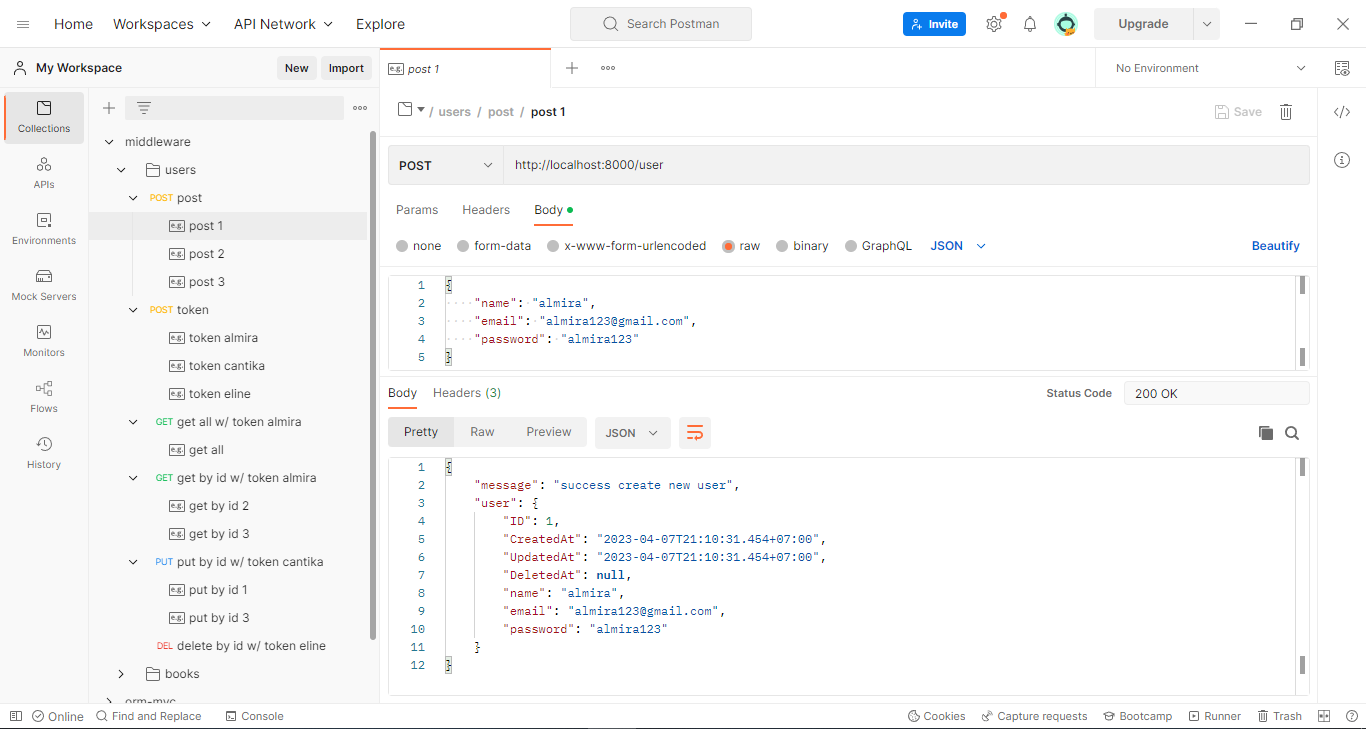 Home Workspaces API Network Explore
Search Postman
Invite
Upgrade
My Workspace
New Import
e.g. post 1
No Environment
Collections
APIs
Environments
Mock Servers
Monitors
Flows
History
middleware
users
POST post
e.g. post 1
e.g. post 2
e.g. post 3
POST token
e.g. token almira
e.g. token cantika
e.g. token eline
GET get all w/ token almira
e.g. get all
GET get by id w/ token almira
e.g. get by id 2
e.g. get by id 3
PUT put by id w/ token cantika
e.g. put by id 1
e.g. put by id 3
DEL delete by id w/ token eline
books
orm-mvc
/ users / post / post 1
Save
POST http://localhost:8000/user
Params Headers Body
none form-data x-www-form-urlencoded raw binary GraphQL JSON Beautify
1 {
2 "name": "almira",
3 "email": "almira123@gmail.com",
4 "password": "almira123"
5 }
Body Headers (3)
Status Code 200 OK
Pretty Raw Preview JSON
1 {
2 "message": "success create new user",
3 "user": {
4 "ID": 1,
5 "CreatedAt": "2023-04-07T21:10:31.454+07:00",
6 "UpdatedAt": "2023-04-07T21:10:31.454+07:00",
7 "DeletedAt": null,
8 "name": "almira",
9 "email": "almira123@gmail.com",
10 "password": "almira123"
11 }
12 }
Online Find and Replace Console
Cookies Capture requests Bootcamp Runner Trash